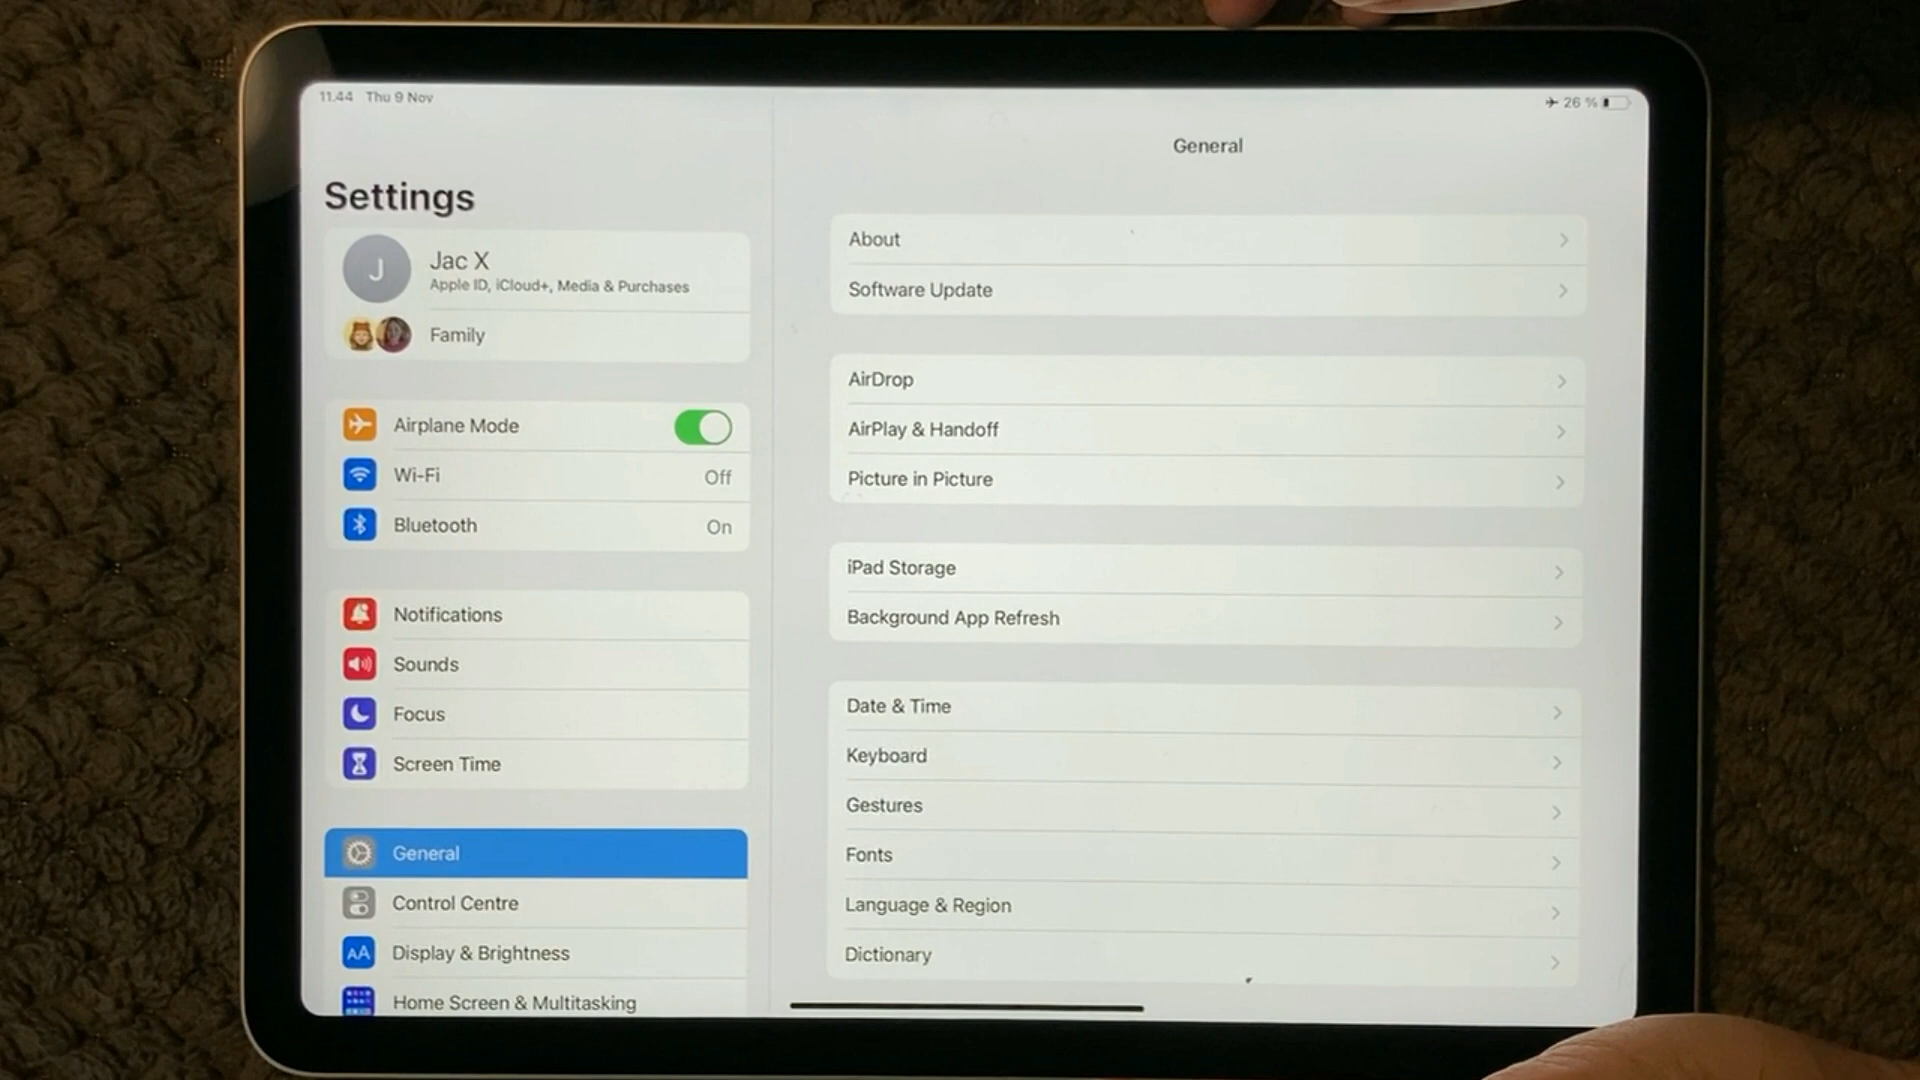 11.44 Thu 9 Nov
26 %
Settings
J
Jac X
Apple ID, iCloud+, Media & Purchases
Family
Airplane Mode
Wi-Fi Off
Bluetooth On
Notifications
Sounds
Focus
Screen Time
General
Control Centre
AA Display & Brightness
Home Screen & Multitasking
General
About
Software Update
AirDrop
AirPlay & Handoff
Picture in Picture
iPad Storage
Background App Refresh
Date & Time
Keyboard
Gestures
Fonts
Language & Region
Dictionary